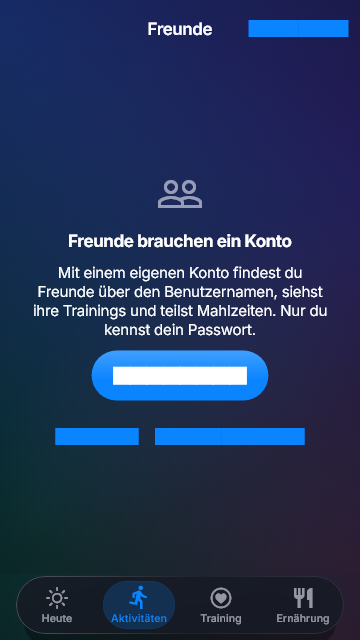 Freunde
Freunde brauchen ein Konto
Mit einem eigenen Konto findest du
Freunde über den Benutzernamen, siehst
ihre Trainings und teilst Mahlzeiten. Nur du
kennst dein Passwort.
Heute
Aktivitäten
Training
Ernährung